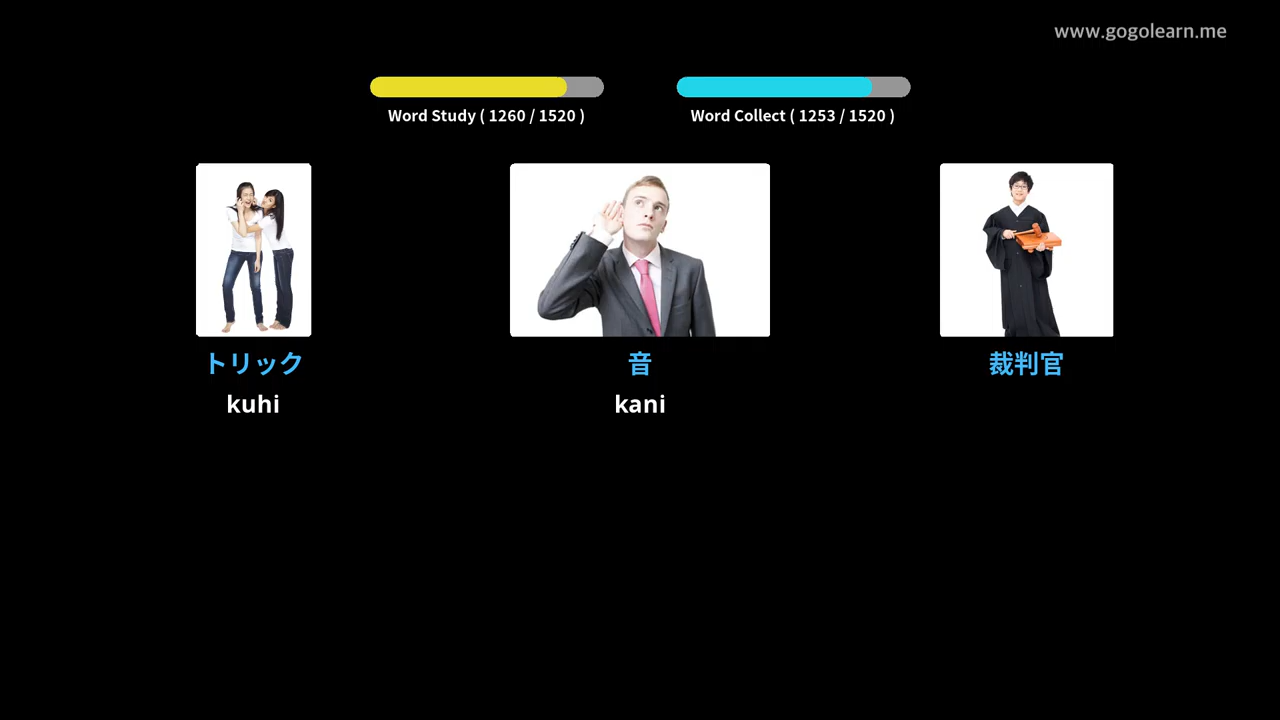 www.gogolearn.me
Word Study ( 1260 / 1520 )
Word Collect ( 1253 / 1520 )
トリック
音
裁判官
kuhi
kani